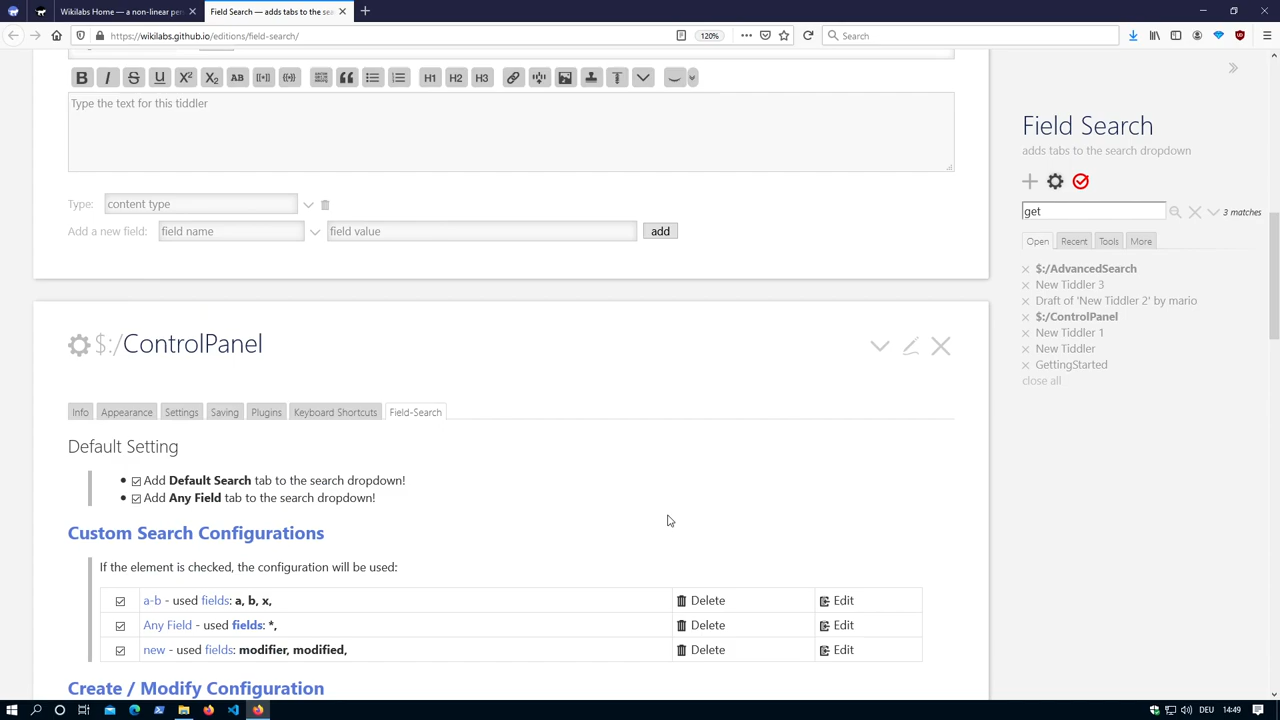 Wikilabs Home — a non-linear per
Field Search — adds tabs to the sea
https://wikilabs.github.io/editions/field-search/
120%
Search
B I S U X² X₂ AB
H1 H2 H3
Type the text for this tiddler
Type: content type
Add a new field: field name field value add
$:/ControlPanel
Info Appearance Settings Saving Plugins Keyboard Shortcuts Field-Search
Default Setting
• Add Default Search tab to the search dropdown!
• Add Any Field tab to the search dropdown!
Custom Search Configurations
If the element is checked, the configuration will be used:
a-b - used fields: a, b, x, Delete Edit
Any Field - used fields: *, Delete Edit
new - used fields: modifier, modified, Delete Edit
Create / Modify Configuration
Field Search
adds tabs to the search dropdown
get 3 matches
Open Recent Tools More
$:/AdvancedSearch
New Tiddler 3
Draft of 'New Tiddler 2' by mario
$:/ControlPanel
New Tiddler 1
New Tiddler
GettingStarted
close all
DEU 14:49